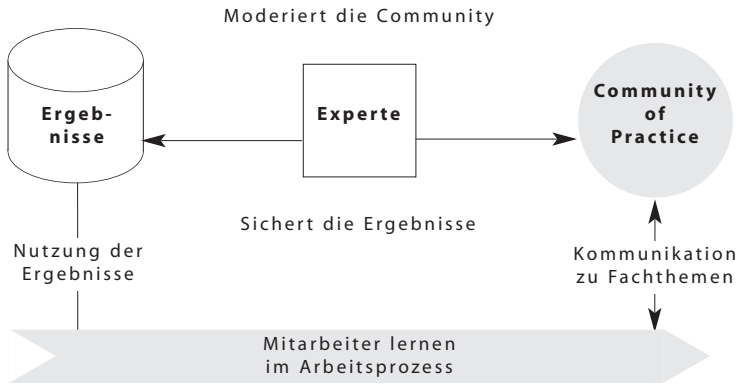 Moderiert die Community
Ergeb-
nisse
Experte
Community
of
Practice
Sichert die Ergebnisse
Nutzung der
Ergebnisse
Kommunikation
zu Fachthemen
Mitarbeiter lernen
im Arbeitsprozess